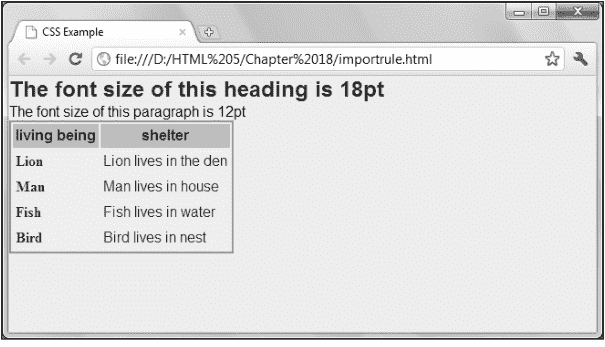 CSS Example
file:///D:/HTML%205/Chapter%2018/importrule.html
The font size of this heading is 18pt
The font size of this paragraph is 12pt
living being shelter
Lion Lion lives in the den
Man Man lives in house
Fish Fish lives in water
Bird Bird lives in nest